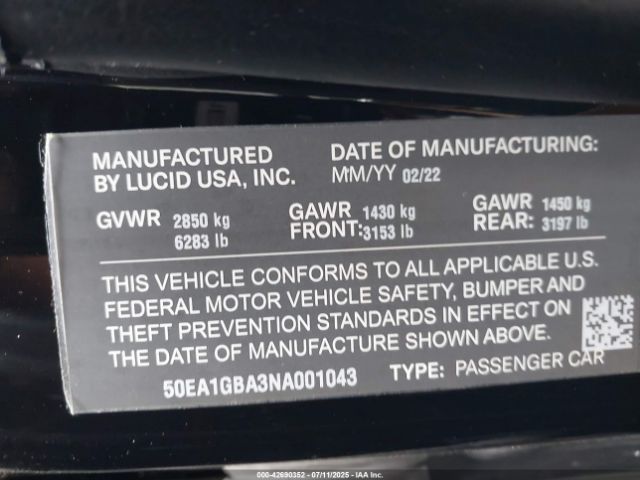 MANUFACTURED
BY LUCID USA, INC.
DATE OF MANUFACTURING:
MM/YY 02/22
GVWR 2850 kg
6283 lb
GAWR 1430 kg
FRONT: 3153 lb
GAWR 1450 kg
REAR: 3197 lb
THIS VEHICLE CONFORMS TO ALL APPLICABLE U.S.
FEDERAL MOTOR VEHICLE SAFETY, BUMPER AND
THEFT PREVENTION STANDARDS IN EFFECT ON
THE DATE OF MANUFACTURE SHOWN ABOVE.
50EA1GBA3NA001043 TYPE: PASSENGER CAR
000-42690352 - 07/11/2025 - IAAI.COM